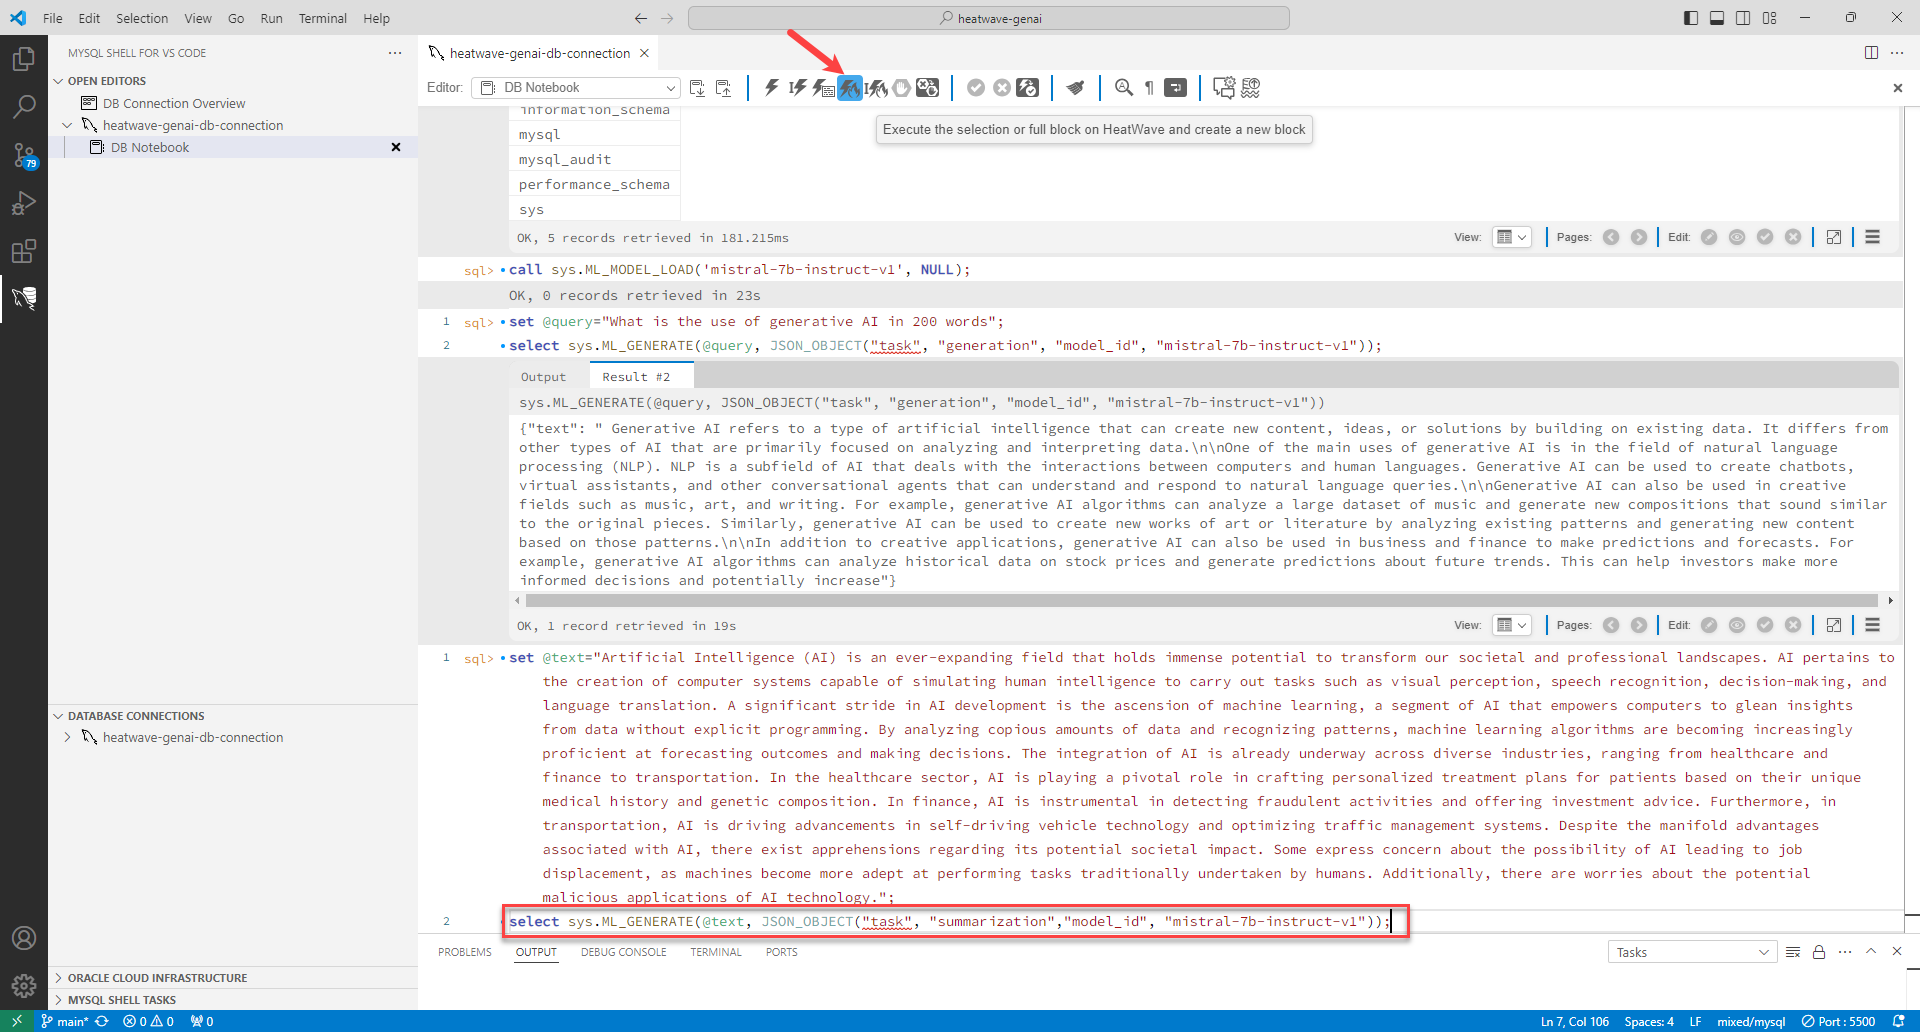 File Edit Selection View Go Run Terminal Help
heatwave-genai
MYSQL SHELL FOR VS CODE
OPEN EDITORS
DB Connection Overview
heatwave-genai-db-connection
DB Notebook
79
DATABASE CONNECTIONS
heatwave-genai-db-connection
ORACLE CLOUD INFRASTRUCTURE
MYSQL SHELL TASKS
heatwave-genai-db-connection
Editor: DB Notebook
Execute the selection or full block on HeatWave and create a new block
information_schema
mysql
mysql_audit
performance_schema
sys
OK, 5 records retrieved in 181.215ms
View: Pages: Edit:
sql> call sys.ML_MODEL_LOAD('mistral-7b-instruct-v1', NULL);
OK, 0 records retrieved in 23s
1 sql> set @query="What is the use of generative AI in 200 words";
2 select sys.ML_GENERATE(@query, JSON_OBJECT("task", "generation", "model_id", "mistral-7b-instruct-v1"));
Output Result #2
sys.ML_GENERATE(@query, JSON_OBJECT("task", "generation", "model_id", "mistral-7b-instruct-v1"))
{"text": " Generative AI refers to a type of artificial intelligence that can create new content, ideas, or solutions by building on existing data. It differs from
other types of AI that are primarily focused on analyzing and interpreting data.\n\nOne of the main uses of generative AI is in the field of natural language
processing (NLP). NLP is a subfield of AI that deals with the interactions between computers and human languages. Generative AI can be used to create chatbots,
virtual assistants, and other conversational agents that can understand and respond to natural language queries.\n\nGenerative AI can also be used in creative
fields such as music, art, and writing. For example, generative AI algorithms can analyze a large dataset of music and generate new compositions that sound similar
to the original pieces. Similarly, generative AI can be used to create new works of art or literature by analyzing existing patterns and generating new content
based on those patterns.\n\nIn addition to creative applications, generative AI can also be used in business and finance to make predictions and forecasts. For
example, generative AI algorithms can analyze historical data on stock prices and generate predictions about future trends. This can help investors make more
informed decisions and potentially increase"}
OK, 1 record retrieved in 19s
View: Pages: Edit:
1 sql> set @text="Artificial Intelligence (AI) is an ever-expanding field that holds immense potential to transform our societal and professional landscapes. AI pertains to
the creation of computer systems capable of simulating human intelligence to carry out tasks such as visual perception, speech recognition, decision-making, and
language translation. A significant stride in AI development is the ascension of machine learning, a segment of AI that empowers computers to glean insights
from data without explicit programming. By analyzing copious amounts of data and recognizing patterns, machine learning algorithms are becoming increasingly
proficient at forecasting outcomes and making decisions. The integration of AI is already underway across diverse industries, ranging from healthcare and
finance to transportation. In the healthcare sector, AI is playing a pivotal role in crafting personalized treatment plans for patients based on their unique
medical history and genetic composition. In finance, AI is instrumental in detecting fraudulent activities and offering investment advice. Furthermore, in
transportation, AI is driving advancements in self-driving vehicle technology and optimizing traffic management systems. Despite the manifold advantages
associated with AI, there exist apprehensions regarding its potential societal impact. Some express concern about the possibility of AI leading to job
displacement, as machines become more adept at performing tasks traditionally undertaken by humans. Additionally, there are worries about the potential
malicious applications of AI technology.";
2 select sys.ML_GENERATE(@text, JSON_OBJECT("task", "summarization","model_id", "mistral-7b-instruct-v1"));
PROBLEMS OUTPUT DEBUG CONSOLE TERMINAL PORTS
Tasks
main* 0 0 0
Ln 7, Col 106 Spaces: 4 LF mixed/mysql Port : 5500